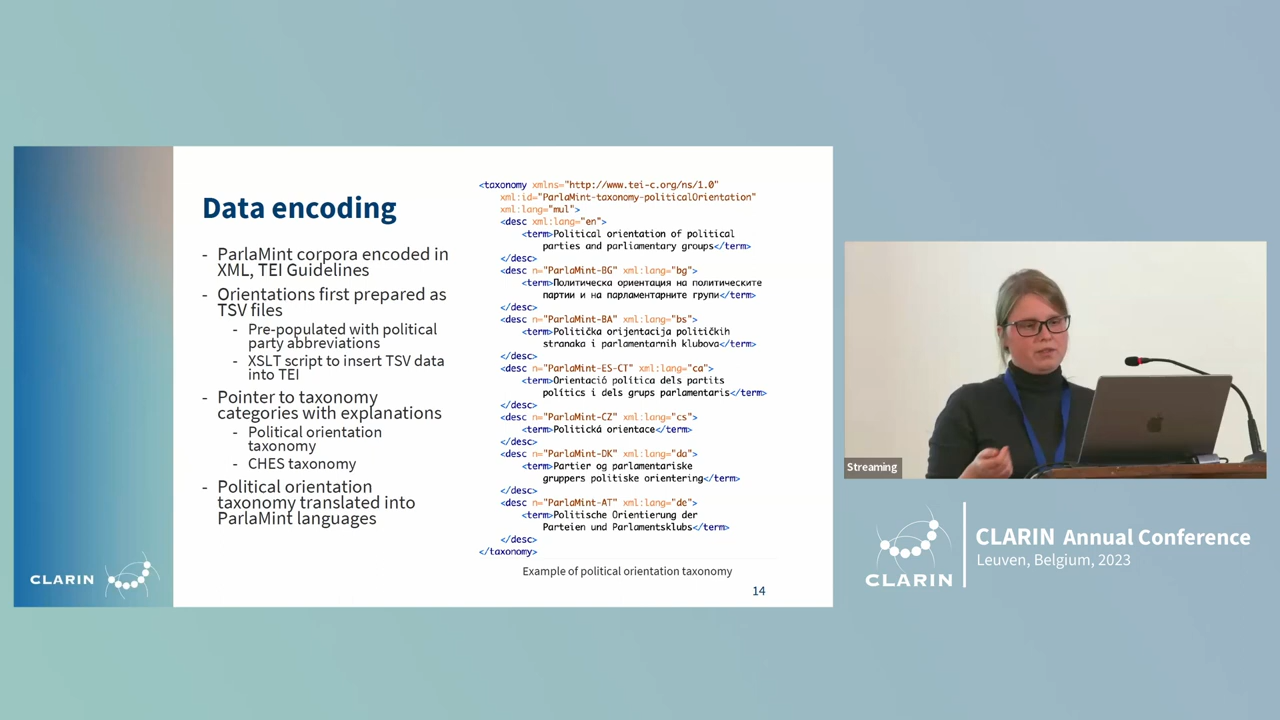 Data encoding
- ParlaMint corpora encoded in
XML, TEI Guidelines
- Orientations first prepared as
TSV files
- Pre-populated with political
party abbreviations
- XSLT script to insert TSV data
into TEI
- Pointer to taxonomy
categories with explanations
- Political orientation
taxonomy
- CHES taxonomy
- Political orientation
taxonomy translated into
ParlaMint languages
<taxonomy xmlns="http://www.tei-c.org/ns/1.0"
xml:id="ParlaMint-taxonomy-politicalOrientation"
xml:lang="mul">
<desc xml:lang="en">
<term>Political orientation of political
parties and parliamentary groups</term>
</desc>
<desc n="ParlaMint-BG" xml:lang="bg">
<term>Политическа ориентация на политическите
партии и на парламентарните групи</term>
</desc>
<desc n="ParlaMint-BA" xml:lang="bs">
<term>Politička orijentacija političkih
stranaka i parlamentarnih klubova</term>
</desc>
<desc n="ParlaMint-ES-CT" xml:lang="ca">
<term>Orientació política dels partits
polítics i dels grups parlamentaris</term>
</desc>
<desc n="ParlaMint-CZ" xml:lang="cs">
<term>Politická orientace</term>
</desc>
<desc n="ParlaMint-DK" xml:lang="da">
<term>Partier og parlamentariske
gruppers politiske orientering</term>
</desc>
<desc n="ParlaMint-AT" xml:lang="de">
<term>Politische Orientierung der
Parteien und Parlamentsklubs</term>
</desc>
</taxonomy>
Example of political orientation taxonomy
14
CLARIN
Streaming
CLARIN
CLARIN Annual Conference
Leuven, Belgium, 2023